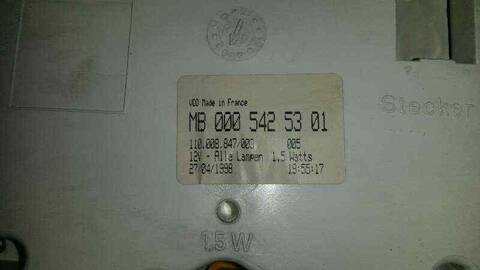 VDO Made in France
Stecker
MB 000 542 53 01
110.008.847/003 005
12V - Alle Lampen 1,5 Watts
27/04/1998 19:55:17
1.5 W